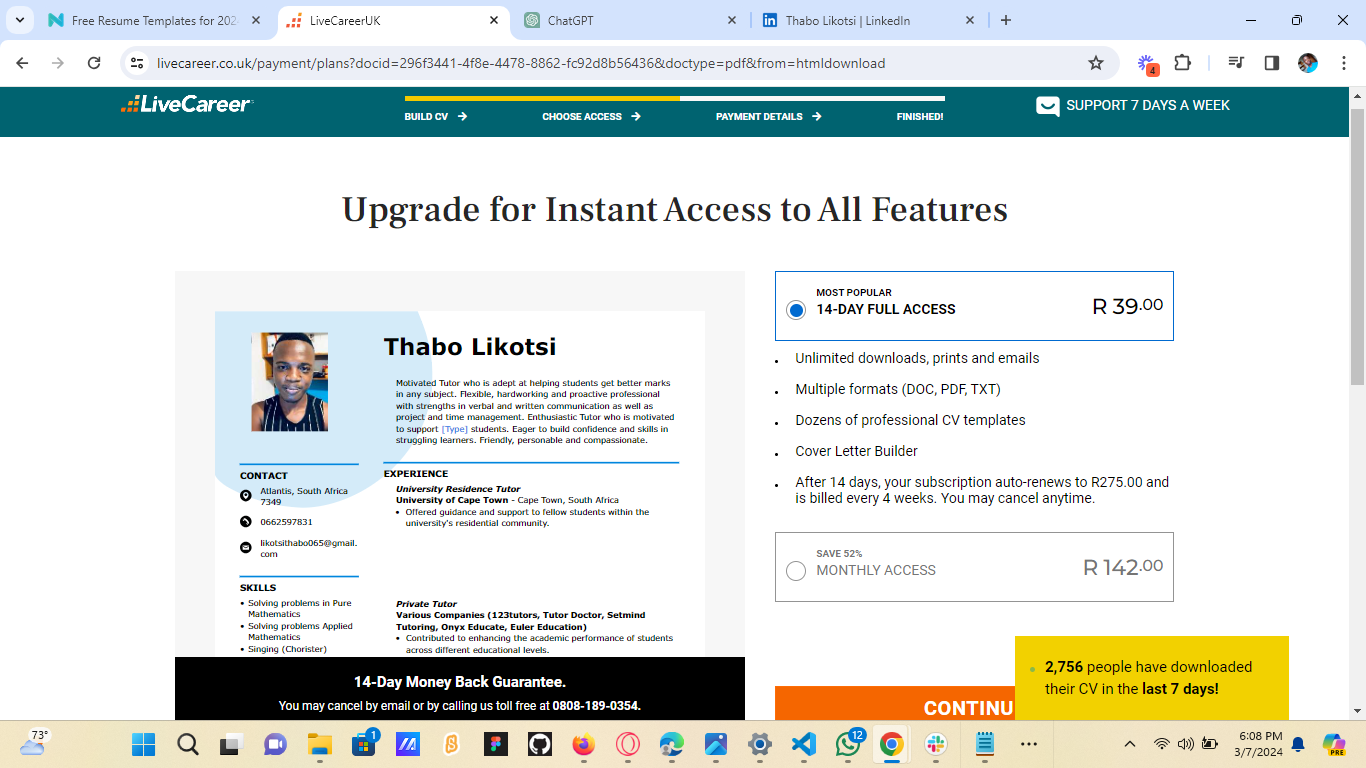 Free Resume Templates for 202
LiveCareerUK
ChatGPT
Thabo Likotsi | LinkedIn
livecareer.co.uk/payment/plans?docid=296f3441-4f8e-4478-8862-fc92d8b56436&doctype=pdf&from=htmldownload
4
LiveCareer
BUILD CV
CHOOSE ACCESS
PAYMENT DETAILS
FINISHED!
SUPPORT 7 DAYS A WEEK
Upgrade for Instant Access to All Features
Thabo Likotsi
Motivated Tutor who is adept at helping students get better marks
in any subject. Flexible, hardworking and proactive professional
with strengths in verbal and written communication as well as
project and time management. Enthusiastic Tutor who is motivated
to support [Type] students. Eager to build confidence and skills in
struggling learners. Friendly, personable and compassionate.
CONTACT
Atlantis, South Africa
7349
0662597831
likotsithabo065@gmail.
com
SKILLS
• Solving problems in Pure
Mathematics
• Solving problems Applied
Mathematics
• Singing (Chorister)
EXPERIENCE
University Residence Tutor
University of Cape Town - Cape Town, South Africa
• Offered guidance and support to fellow students within the
university's residential community.
Private Tutor
Various Companies (123tutors, Tutor Doctor, Setmind
Tutoring, Onyx Educate, Euler Education)
• Contributed to enhancing the academic performance of students
across different educational levels.
14-Day Money Back Guarantee.
You may cancel by email or by calling us toll free at 0808-189-0354.
MOST POPULAR
14-DAY FULL ACCESS
R 39.00
• Unlimited downloads, prints and emails
• Multiple formats (DOC, PDF, TXT)
• Dozens of professional CV templates
• Cover Letter Builder
• After 14 days, your subscription auto-renews to R275.00 and
is billed every 4 weeks. You may cancel anytime.
SAVE 52%
MONTHLY ACCESS
R 142.00
CONTINU
• 2,756 people have downloaded
their CV in the last 7 days!
73°
1
12
6:08 PM
3/7/2024
PRE